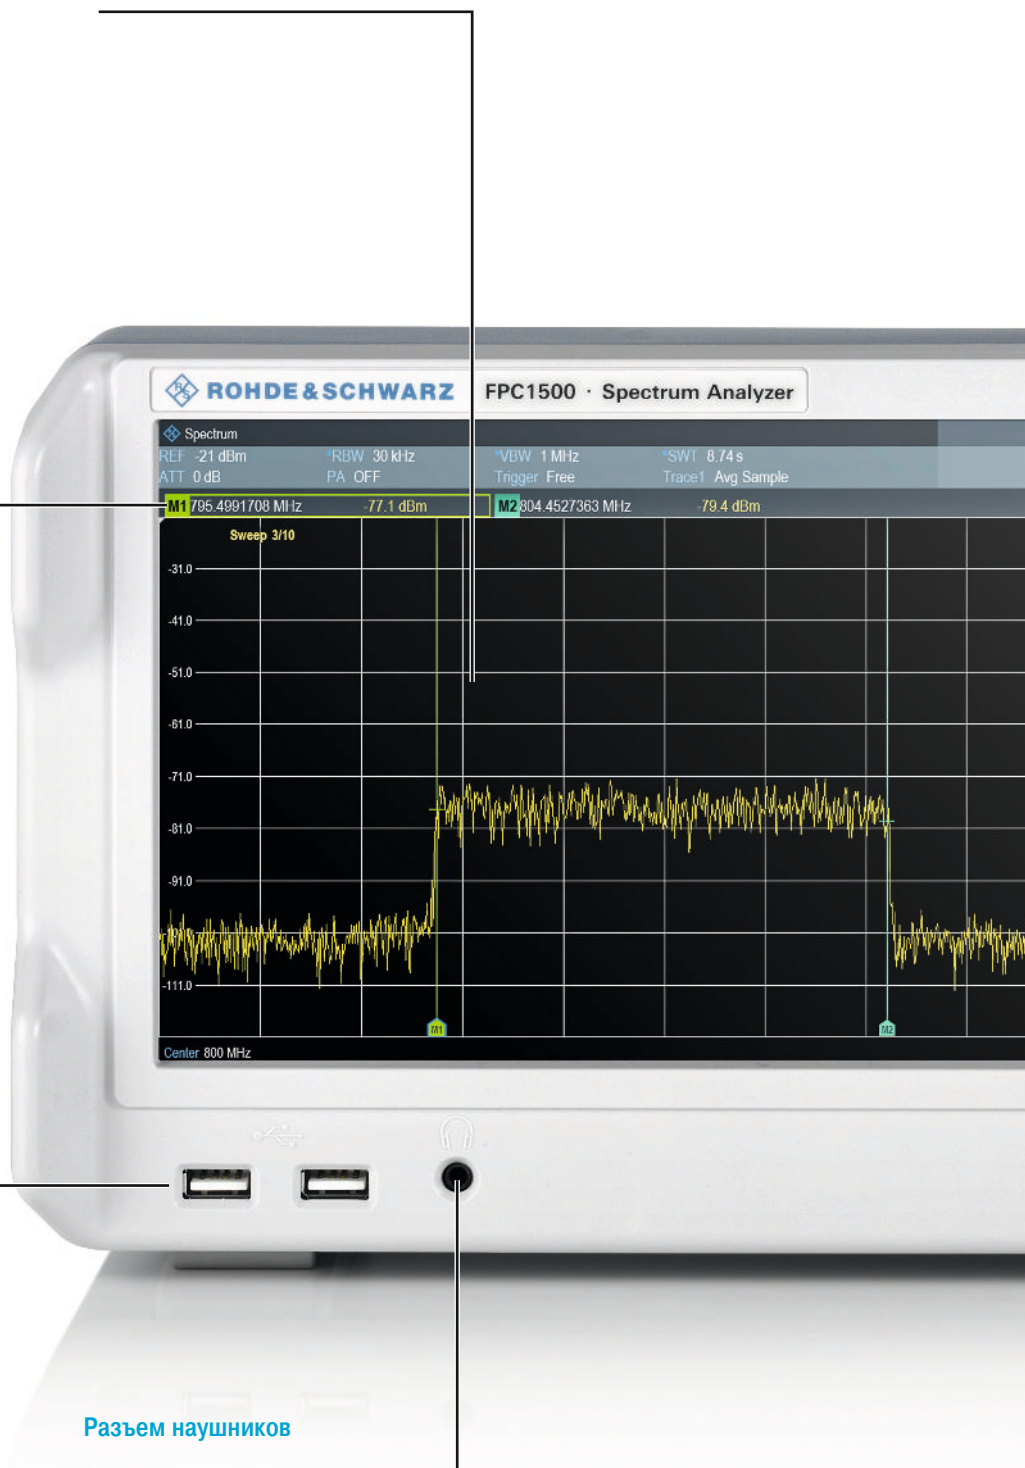 ROHDE & SCHWARZ FPC1500 · Spectrum Analyzer
Spectrum
REF -21 dBm *RBW 30 kHz *VBW 1 MHz *SWT 8.74 s
ATT 0 dB PA OFF Trigger Free Trace1 Avg Sample
M1 795.4991708 MHz -77.1 dBm M2 804.4527363 MHz -79.4 dBm
Sweep 3/10
-31.0
-41.0
-51.0
-61.0
-71.0
-81.0
-91.0
-111.0
M1 M2
Center 800 MHz
Разъем наушников